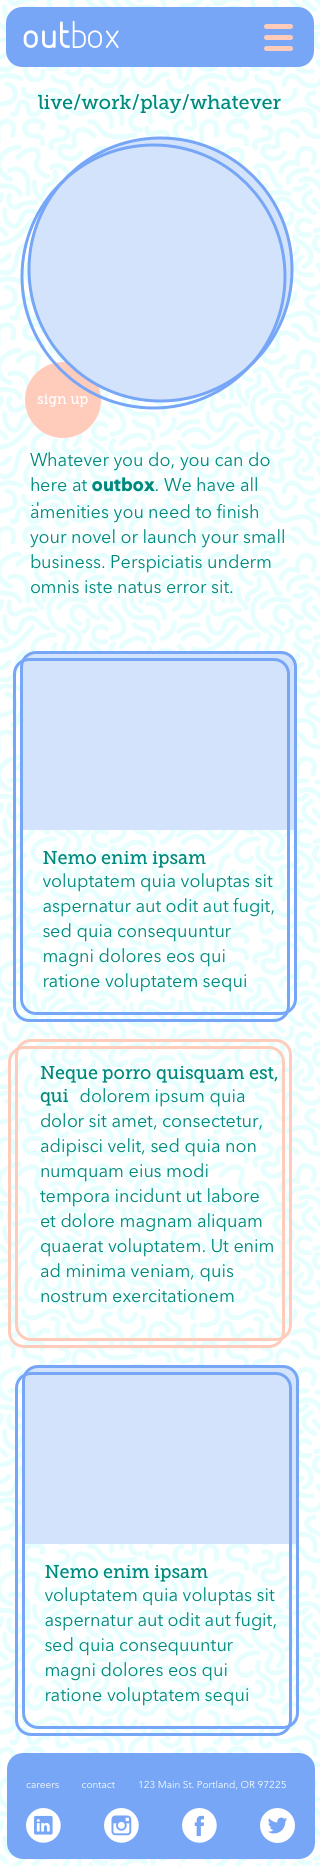 outbox
live/work/play/whatever
sign up
Whatever you do, you can do
here at outbox. We have all
amenities you need to finish
your novel or launch your small
business. Perspiciatis underm
omnis iste natus error sit.
Nemo enim ipsam
voluptatem quia voluptas sit
aspernatur aut odit aut fugit,
sed quia consequuntur
magni dolores eos qui
ratione voluptatem sequi
Neque porro quisquam est,
qui dolorem ipsum quia
dolor sit amet, consectetur,
adipisci velit, sed quia non
numquam eius modi
tempora incidunt ut labore
et dolore magnam aliquam
quaerat voluptatem. Ut enim
ad minima veniam, quis
nostrum exercitationem
Nemo enim ipsam
voluptatem quia voluptas sit
aspernatur aut odit aut fugit,
sed quia consequuntur
magni dolores eos qui
ratione voluptatem sequi
careers contact 123 Main St. Portland, OR 97225